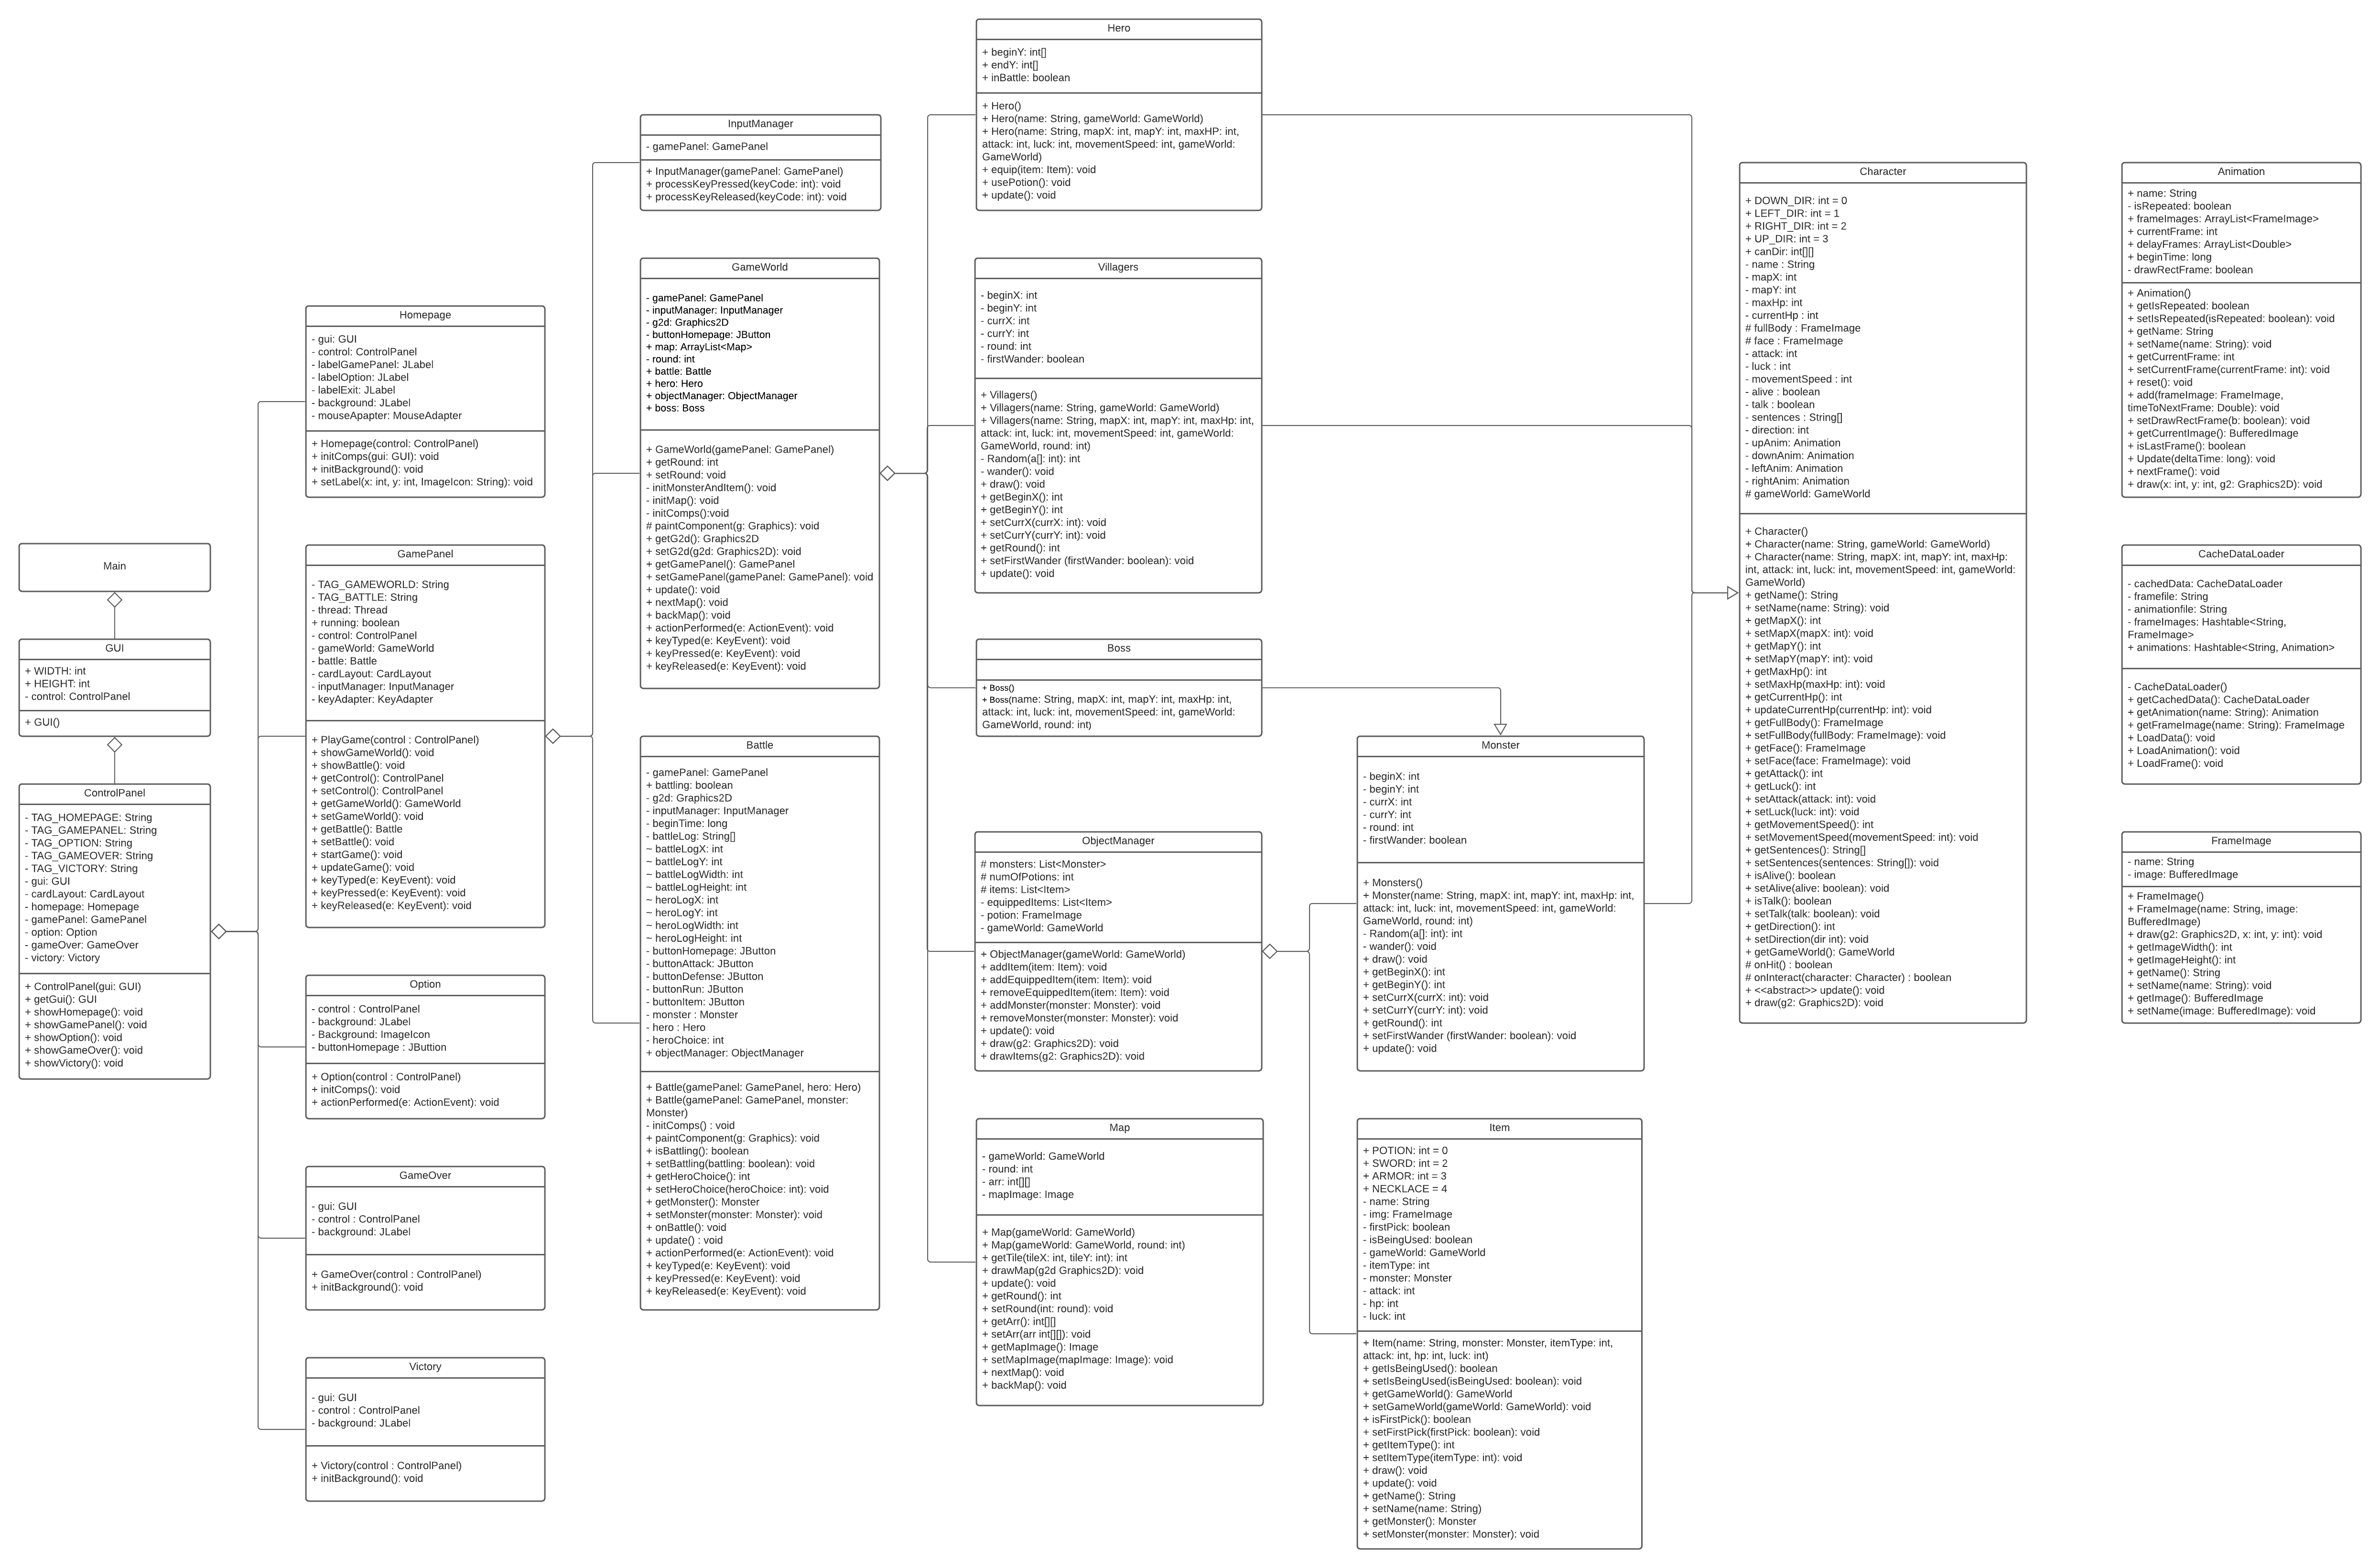 Main
GUI
+ WIDTH: int
+ HEIGHT: int
- control: ControlPanel
+ GUI()
ControlPanel
- TAG_HOMEPAGE: String
- TAG_GAMEPANEL: String
- TAG_OPTION: String
- TAG_GAMEOVER: String
- TAG_VICTORY: String
- gui: GUI
- cardLayout: CardLayout
- homepage: Homepage
- gamePanel: GamePanel
- option: Option
- gameOver: GameOver
- victory: Victory
+ ControlPanel(gui: GUI)
+ getGui(): GUI
+ showHomepage(): void
+ showGamePanel(): void
+ showOption(): void
+ showGameOver(): void
+ showVictory(): void
Homepage
- gui: GUI
- control: ControlPanel
- labelGamePanel: JLabel
- labelOption: JLabel
- labelExit: JLabel
- background: JLabel
- mouseApapter: MouseAdapter
+ Homepage(control: ControlPanel)
+ initComps(gui: GUI): void
+ initBackground(): void
+ setLabel(x: int, y: int, ImageIcon: String): void
GamePanel
- TAG_GAMEWORLD: String
- TAG_BATTLE: String
- thread: Thread
+ running: boolean
- control: ControlPanel
- gameWorld: GameWorld
- battle: Battle
- cardLayout: CardLayout
- inputManager: InputManager
- keyAdapter: KeyAdapter
+ PlayGame(control : ControlPanel)
+ showGameWorld(): void
+ showBattle(): void
+ getControl(): ControlPanel
+ setControl(): ControlPanel
+ getGameWorld(): GameWorld
+ setGameWorld(): void
+ getBattle(): Battle
+ setBattle(): void
+ startGame(): void
+ updateGame(): void
+ keyTyped(e: KeyEvent): void
+ keyPressed(e: KeyEvent): void
+ keyReleased(e: KeyEvent): void
Option
- control : ControlPanel
- background: JLabel
- Background: ImageIcon
- buttonHomepage : JButtion
+ Option(control : ControlPanel)
+ initComps(): void
+ actionPerformed(e: ActionEvent): void
GameOver
- gui: GUI
- control : ControlPanel
- background: JLabel
+ GameOver(control : ControlPanel)
+ initBackground(): void
Victory
- gui: GUI
- control : ControlPanel
- background: JLabel
+ Victory(control : ControlPanel)
+ initBackground(): void
InputManager
- gamePanel: GamePanel
+ InputManager(gamePanel: GamePanel)
+ processKeyPressed(keyCode: int): void
+ processKeyReleased(keyCode: int): void
GameWorld
- gamePanel: GamePanel
- inputManager: InputManager
- g2d: Graphics2D
- buttonHomepage: JButton
+ map: ArrayList<Map>
- round: int
+ battle: Battle
+ hero: Hero
+ objectManager: ObjectManager
+ boss: Boss
+ GameWorld(gamePanel: GamePanel)
+ getRound: int
+ setRound: void
- initMonsterAndItem(): void
- initMap(): void
- initComps():void
# paintComponent(g: Graphics): void
+ getG2d(): Graphics2D
+ setG2d(g2d: Graphics2D): void
+ getGamePanel(): GamePanel
+ setGamePanel(gamePanel: GamePanel): void
+ update(): void
+ nextMap(): void
+ backMap(): void
+ actionPerformed(e: ActionEvent): void
+ keyTyped(e: KeyEvent): void
+ keyPressed(e: KeyEvent): void
+ keyReleased(e: KeyEvent): void
Battle
- gamePanel: GamePanel
+ battling: boolean
- g2d: Graphics2D
- inputManager: InputManager
- beginTime: long
- battleLog: String[]
~ battleLogX: int
~ battleLogY: int
~ battleLogWidth: int
~ battleLogHeight: int
~ heroLogX: int
~ heroLogY: int
~ heroLogWidth: int
~ heroLogHeight: int
- buttonHomepage: JButton
- buttonAttack: JButton
- buttonDefense: JButton
- buttonRun: JButton
- buttonItem: JButton
- monster : Monster
- hero : Hero
- heroChoice: int
+ objectManager: ObjectManager
+ Battle(gamePanel: GamePanel, hero: Hero)
+ Battle(gamePanel: GamePanel, monster:
Monster)
- initComps() : void
+ paintComponent(g: Graphics): void
+ isBattling(): boolean
+ setBattling(battling: boolean): void
+ getHeroChoice(): int
+ setHeroChoice(heroChoice: int): void
+ getMonster(): Monster
+ setMonster(monster: Monster): void
+ onBattle(): void
+ update() : void
+ actionPerformed(e: ActionEvent): void
+ keyTyped(e: KeyEvent): void
+ keyPressed(e: KeyEvent): void
+ keyReleased(e: KeyEvent): void
Hero
+ beginY: int[]
+ endY: int[]
+ inBattle: boolean
+ Hero()
+ Hero(name: String, gameWorld: GameWorld)
+ Hero(name: String, mapX: int, mapY: int, maxHP: int,
attack: int, luck: int, movementSpeed: int, gameWorld:
GameWorld)
+ equip(item: Item): void
+ usePotion(): void
+ update(): void
Villagers
- beginX: int
- beginY: int
- currX: int
- currY: int
- round: int
- firstWander: boolean
+ Villagers()
+ Villagers(name: String, gameWorld: GameWorld)
+ Villagers(name: String, mapX: int, mapY: int, maxHp: int,
attack: int, luck: int, movementSpeed: int, gameWorld:
GameWorld, round: int)
- Random(a[]: int): int
- wander(): void
+ draw(): void
+ getBeginX(): int
+ getBeginY(): int
+ setCurrX(currX: int): void
+ setCurrY(currY: int): void
+ getRound(): int
+ setFirstWander (firstWander: boolean): void
+ update(): void
Boss
+ Boss()
+ Boss(name: String, mapX: int, mapY: int, maxHp: int,
attack: int, luck: int, movementSpeed: int, gameWorld:
GameWorld, round: int)
ObjectManager
# monsters: List<Monster>
# numOfPotions: int
# items: List<Item>
- equippedItems: List<Item>
- potion: FrameImage
- gameWorld: GameWorld
+ ObjectManager(gameWorld: GameWorld)
+ addItem(item: Item): void
+ addEquippedItem(item: Item): void
+ removeEquippedItem(item: Item): void
+ addMonster(monster: Monster): void
+ removeMonster(monster: Monster): void
+ update(): void
+ draw(g2: Graphics2D): void
+ drawItems(g2: Graphics2D): void
Map
- gameWorld: GameWorld
- round: int
- arr: int[][]
- mapImage: Image
+ Map(gameWorld: GameWorld)
+ Map(gameWorld: GameWorld, round: int)
+ getTile(tileX: int, tileY: int): int
+ drawMap(g2d Graphics2D): void
+ update(): void
+ getRound(): int
+ setRound(int: round): void
+ getArr(): int[][]
+ setArr(arr int[][]): void
+ getMapImage(): Image
+ setMapImage(mapImage: Image): void
+ nextMap(): void
+ backMap(): void
Monster
- beginX: int
- beginY: int
- currX: int
- currY: int
- round: int
- firstWander: boolean
+ Monsters()
+ Monster(name: String, mapX: int, mapY: int, maxHp: int,
attack: int, luck: int, movementSpeed: int, gameWorld:
GameWorld, round: int)
- Random(a[]: int): int
- wander(): void
+ draw(): void
+ getBeginX(): int
+ getBeginY(): int
+ setCurrX(currX: int): void
+ setCurrY(currY: int): void
+ getRound(): int
+ setFirstWander (firstWander: boolean): void
+ update(): void
Item
+ POTION: int = 0
+ SWORD: int = 2
+ ARMOR: int = 3
+ NECKLACE = 4
- name: String
- img: FrameImage
- firstPick: boolean
- isBeingUsed: boolean
- gameWorld: GameWorld
- itemType: int
- monster: Monster
- attack: int
- hp: int
- luck: int
+ Item(name: String, monster: Monster, itemType: int,
attack: int, hp: int, luck: int)
+ getIsBeingUsed(): boolean
+ setIsBeingUsed(isBeingUsed: boolean): void
+ getGameWorld(): GameWorld
+ setGameWorld(gameWorld: GameWorld): void
+ isFirstPick(): boolean
+ setFirstPick(firstPick: boolean): void
+ getItemType(): int
+ setItemType(itemType: int): void
+ draw(): void
+ update(): void
+ getName(): String
+ setName(name: String)
+ getMonster(): Monster
+ setMonster(monster: Monster): void
Character
+ DOWN_DIR: int = 0
+ LEFT_DIR: int = 1
+ RIGHT_DIR: int = 2
+ UP_DIR: int = 3
+ canDir: int[][]
- name : String
- mapX: int
- mapY: int
- maxHp: int
- currentHp : int
# fullBody : FrameImage
# face : FrameImage
- attack: int
- luck : int
- movementSpeed : int
- alive : boolean
- talk : boolean
- sentences : String[]
- direction: int
- upAnim: Animation
- downAnim: Animation
- leftAnim: Animation
- rightAnim: Animation
# gameWorld: GameWorld
+ Character()
+ Character(name: String, gameWorld: GameWorld)
+ Character(name: String, mapX: int, mapY: int, maxHp:
int, attack: int, luck: int, movementSpeed: int, gameWorld:
GameWorld)
+ getName(): String
+ setName(name: String): void
+ getMapX(): int
+ setMapX(mapX: int): void
+ getMapY(): int
+ setMapY(mapY: int): void
+ getMaxHp(): int
+ setMaxHp(maxHp: int): void
+ getCurrentHp(): int
+ updateCurrentHp(currentHp: int): void
+ getFullBody(): FrameImage
+ setFullBody(fullBody: FrameImage): void
+ getFace(): FrameImage
+ setFace(face: FrameImage): void
+ getAttack(): int
+ getLuck(): int
+ setAttack(attack: int): void
+ setLuck(luck: int): void
+ getMovementSpeed(): int
+ setMovementSpeed(movementSpeed: int): void
+ getSentences(): String[]
+ setSentences(sentences: String[]): void
+ isAlive(): boolean
+ setAlive(alive: boolean): void
+ isTalk(): boolean
+ setTalk(talk: boolean): void
+ getDirection(): int
+ setDirection(dir int): void
+ getGameWorld(): GameWorld
# onHit() : boolean
# onInteract(character: Character) : boolean
+ <<abstract>> update(): void
+ draw(g2: Graphics2D): void
Animation
+ name: String
- isRepeated: boolean
+ frameImages: ArrayList<FrameImage>
+ currentFrame: int
+ delayFrames: ArrayList<Double>
+ beginTime: long
- drawRectFrame: boolean
+ Animation()
+ getIsRepeated: boolean
+ setIsRepeated(isRepeated: boolean): void
+ getName: String
+ setName(name: String): void
+ getCurrentFrame: int
+ setCurrentFrame(currentFrame: int): void
+ reset(): void
+ add(frameImage: FrameImage,
timeToNextFrame: Double): void
+ setDrawRectFrame(b: boolean): void
+ getCurrentImage(): BufferedImage
+ isLastFrame(): boolean
+ Update(deltaTime: long): void
+ nextFrame(): void
+ draw(x: int, y: int, g2: Graphics2D): void
CacheDataLoader
- cachedData: CacheDataLoader
- framefile: String
- animationfile: String
- frameImages: Hashtable<String,
FrameImage>
+ animations: Hashtable<String, Animation>
- CacheDataLoader()
+ getCachedData(): CacheDataLoader
+ getAnimation(name: String): Animation
+ getFrameImage(name: String): FrameImage
+ LoadData(): void
+ LoadAnimation(): void
+ LoadFrame(): void
FrameImage
- name: String
- image: BufferedImage
+ FrameImage()
+ FrameImage(name: String, image:
BufferedImage)
+ draw(g2: Graphics2D, x: int, y: int): void
+ getImageWidth(): int
+ getImageHeight(): int
+ getName(): String
+ setName(name: String): void
+ getImage(): BufferedImage
+ setName(image: BufferedImage): void